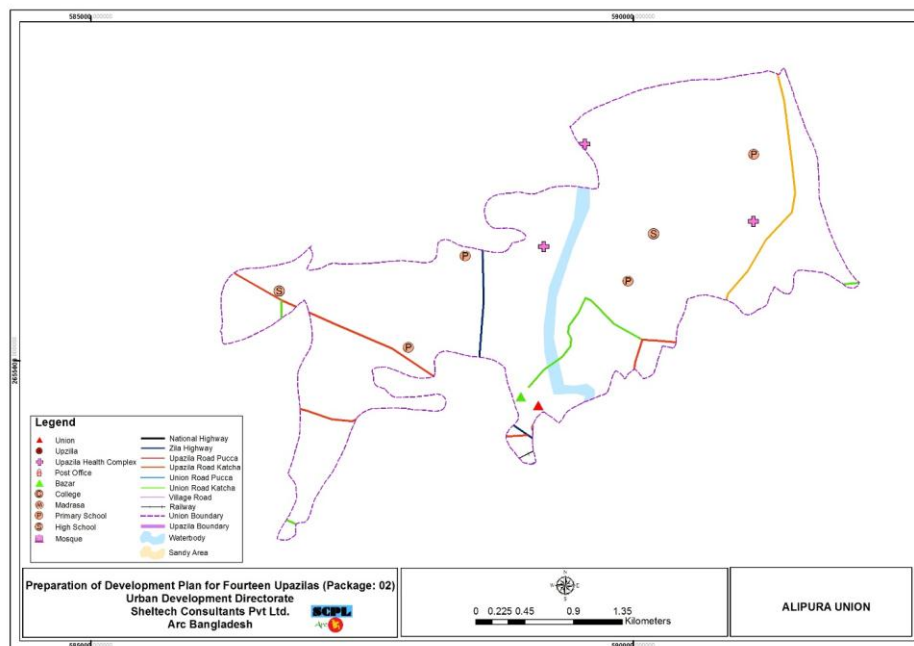 585000
590000
2655000
P
S
P
P
S
P
Legend
Union
Upzilla
Upazila Health Complex
Post Office
Bazar
C College
M Madrasa
P Primary School
S High School
Mosque
National Highway
Zila Highway
Upazila Road Pucca
Upazila Road Katcha
Union Road Pucca
Union Road Katcha
Village Road
Railway
Union Boundary
Upazila Boundary
Waterbody
Sandy Area
Preparation of Development Plan for Fourteen Upazilas (Package: 02)
Urban Development Directorate
Sheltech Consultants Pvt Ltd.
Arc Bangladesh
SCPL
N
0 0.225 0.45 0.9 1.35
Kilometers
ALIPURA UNION
585000
590000